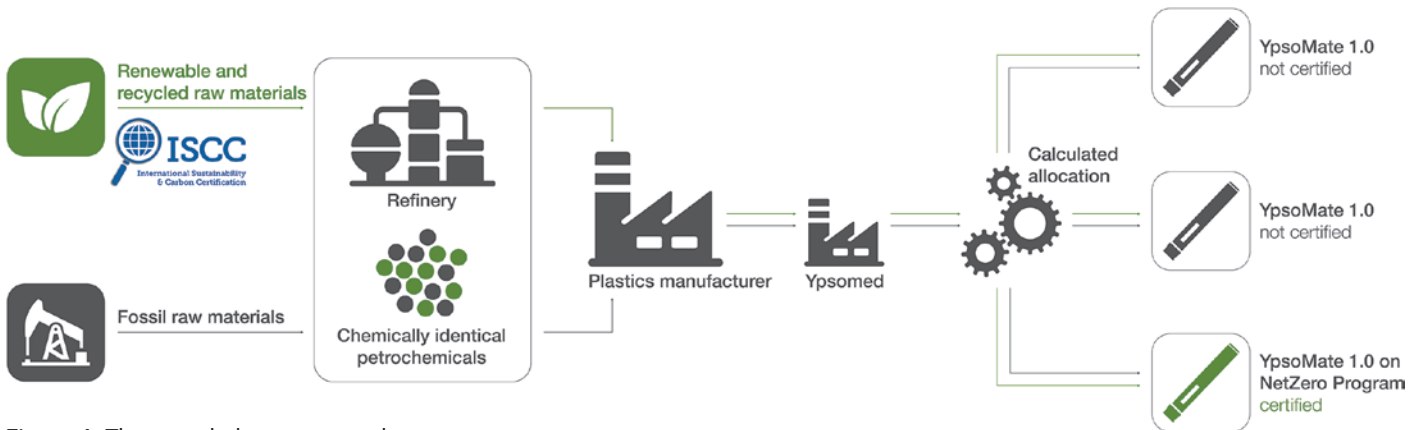 Renewable and
recycled raw materials
ISCC
International Sustainability
& Carbon Certification
Fossil raw materials
Refinery
Chemically identical
petrochemicals
Plastics manufacturer
Ypsomed
Calculated
allocation
YpsoMate 1.0
not certified
YpsoMate 1.0
not certified
YpsoMate 1.0 on
NetZero Program
certified